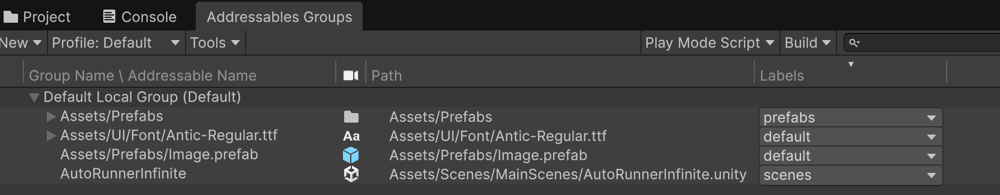 Project Console Addressables Groups
New Profile: Default Tools Play Mode Script Build
Group Name \ Addressable Name Path Labels
Default Local Group (Default)
Assets/Prefabs Assets/Prefabs prefabs
Assets/UI/Font/Antic-Regular.ttf Aa Assets/UI/Font/Antic-Regular.ttf default
Assets/Prefabs/Image.prefab Assets/Prefabs/Image.prefab default
AutoRunnerInfinite Assets/Scenes/MainScenes/AutoRunnerInfinite.unity scenes